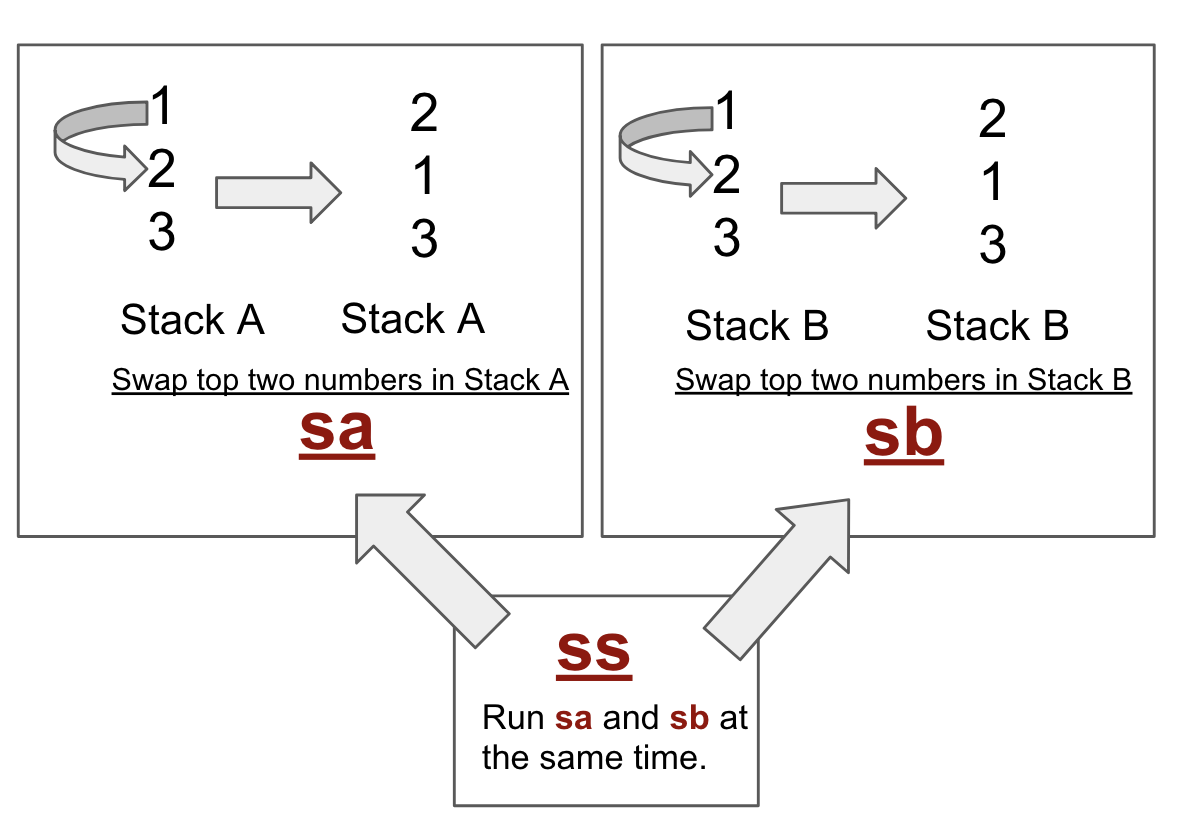 1
2
3
2
1
3
Stack A
Stack A
Swap top two numbers in Stack A
sa
1
2
3
2
1
3
Stack B
Stack B
Swap top two numbers in Stack B
sb
ss
Run sa and sb at
the same time.